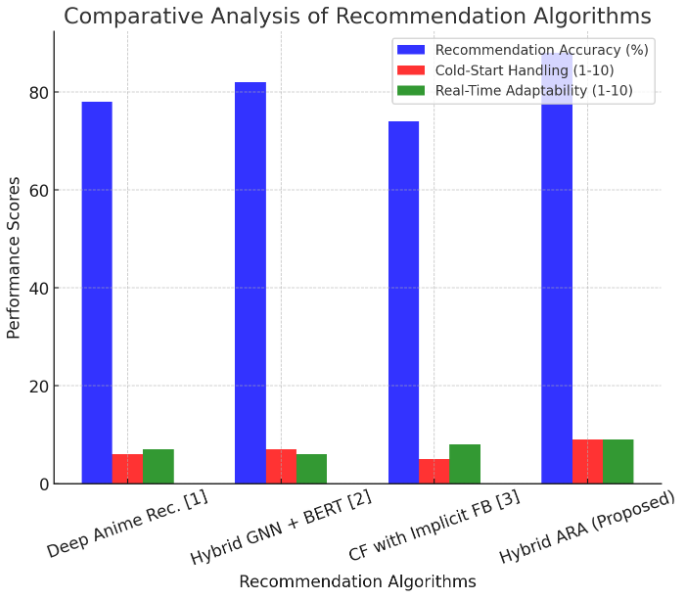 Comparative Analysis of Recommendation Algorithms
Recommendation Accuracy (%)
Cold-Start Handling (1-10)
Real-Time Adaptability (1-10)
Performance Scores
80
60
40
20
0
Deep Anime Rec. [1]
Hybrid GNN + BERT [2]
CF with Implicit FB [3]
Hybrid ARA (Proposed)
Recommendation Algorithms